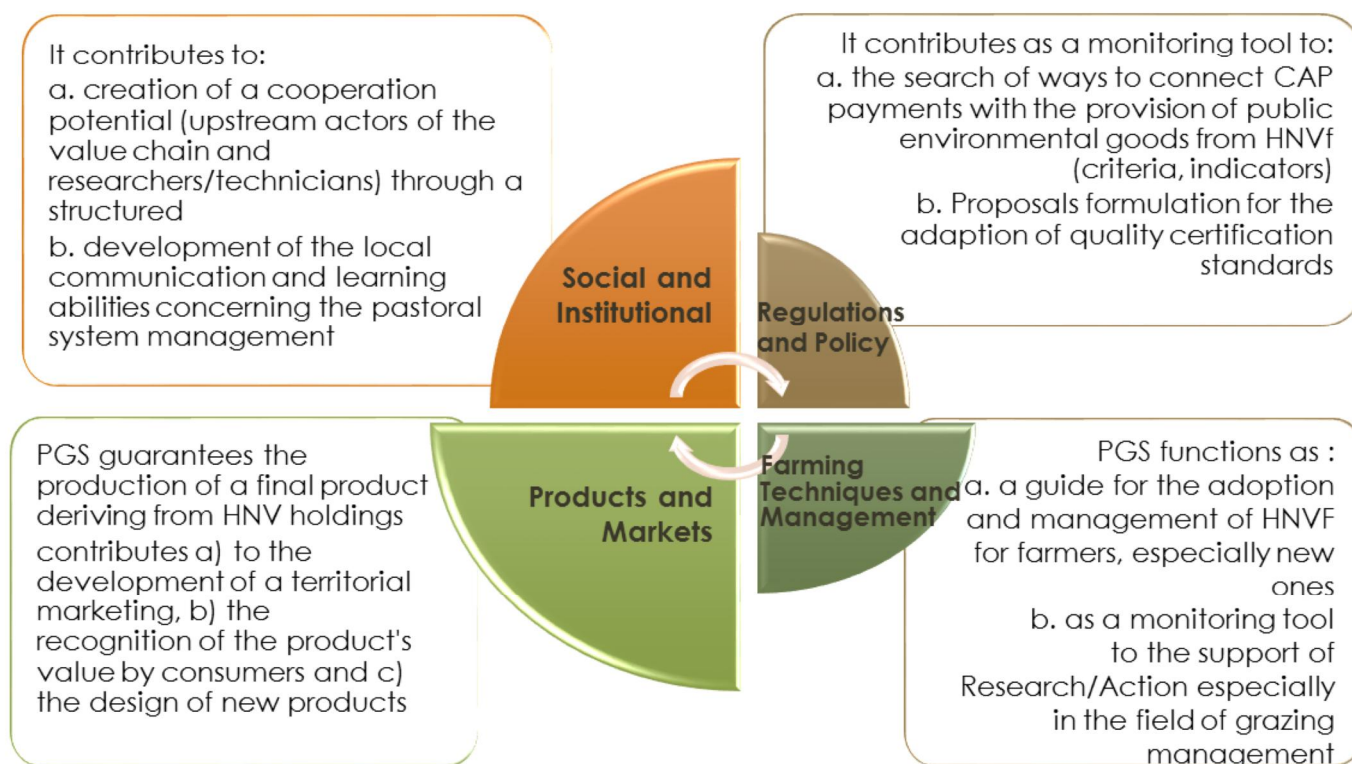 It contributes to:
a. creation of a cooperation
potential (upstream actors of the
value chain and
researchers/technicians) through a
structured
b. development of the local
communication and learning
abilities concerning the pastoral
system management
It contributes as a monitoring tool to:
a. the search of ways to connect CAP
payments with the provision of public
environmental goods from HNVf
(criteria, indicators)
b. Proposals formulation for the
adaption of quality certification
standards
Social and
Institutional
Regulations
and Policy
Products and
Markets
Farming
Techniques and
Management
PGS guarantees the
production of a final product
deriving from HNV holdings
contributes a) to the
development of a territorial
marketing, b) the
recognition of the product's
value by consumers and c)
the design of new products
PGS functions as :
a. a guide for the adoption
and management of HNVF
for farmers, especially new
ones
b. as a monitoring tool
to the support of
Research/Action especially
in the field of grazing
management